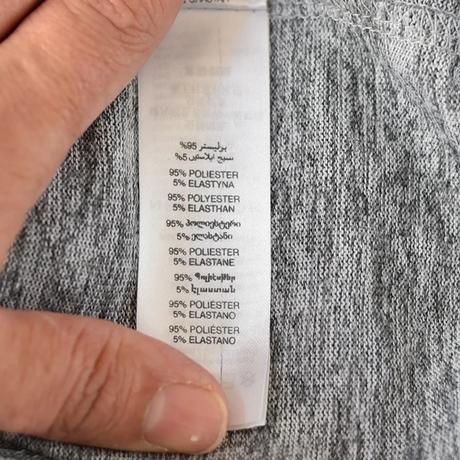 بوليستر 95%
نسيج ايلاستين 5%
95% POLIESTER
5% ELASTYNA
95% POLYESTER
5% ELASTHAN
95% პოლიესტერი
5% ელასტანი
95% POLIESTER
5% ELASTANE
95% Պոլիէսթեր
5% Էլաստան
95% POLIÉSTER
5% ELASTANO
95% POLIÉSTER
5% ELASTANO